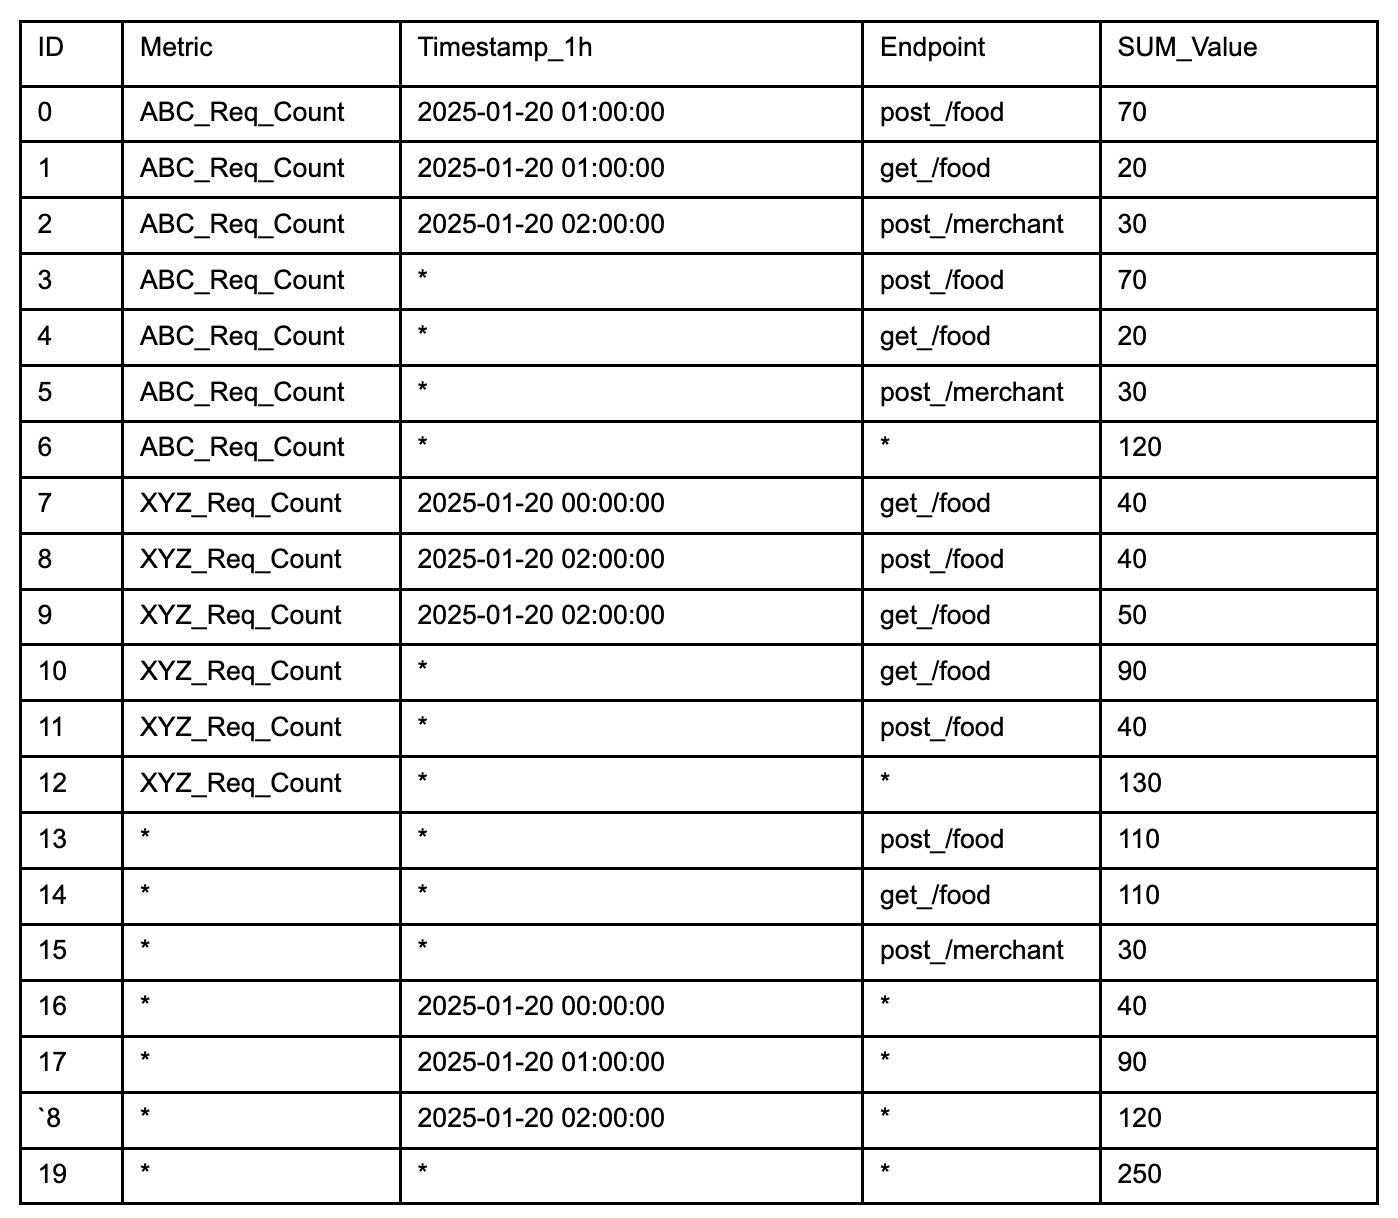 ID Metric Timestamp_1h Endpoint SUM_Value
0 ABC_Req_Count 2025-01-20 01:00:00 post_/food 70
1 ABC_Req_Count 2025-01-20 01:00:00 get_/food 20
2 ABC_Req_Count 2025-01-20 02:00:00 post_/merchant 30
3 ABC_Req_Count * post_/food 70
4 ABC_Req_Count * get_/food 20
5 ABC_Req_Count * post_/merchant 30
6 ABC_Req_Count * * 120
7 XYZ_Req_Count 2025-01-20 00:00:00 get_/food 40
8 XYZ_Req_Count 2025-01-20 02:00:00 post_/food 40
9 XYZ_Req_Count 2025-01-20 02:00:00 get_/food 50
10 XYZ_Req_Count * get_/food 90
11 XYZ_Req_Count * post_/food 40
12 XYZ_Req_Count * * 130
13 * * post_/food 110
14 * * get_/food 110
15 * * post_/merchant 30
16 * 2025-01-20 00:00:00 * 40
17 * 2025-01-20 01:00:00 * 90
`8 * 2025-01-20 02:00:00 * 120
19 * * * 250